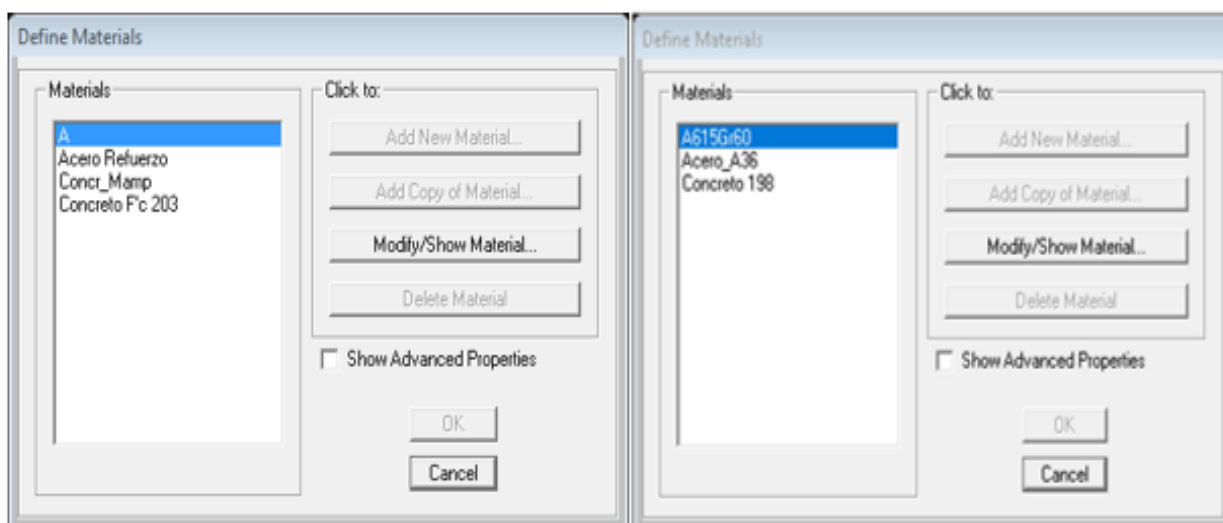 Define Materials
Materials
A
Acero Refuerzo
Concr_Mamp
Concreto F'c 203
Click to:
Add New Material...
Add Copy of Material...
Modify/Show Material...
Delete Material
Show Advanced Properties
OK
Cancel
Define Materials
Materials
A615Gr60
Acero_A36
Concreto 198
Click to:
Add New Material...
Add Copy of Material...
Modify/Show Material...
Delete Material
Show Advanced Properties
OK
Cancel